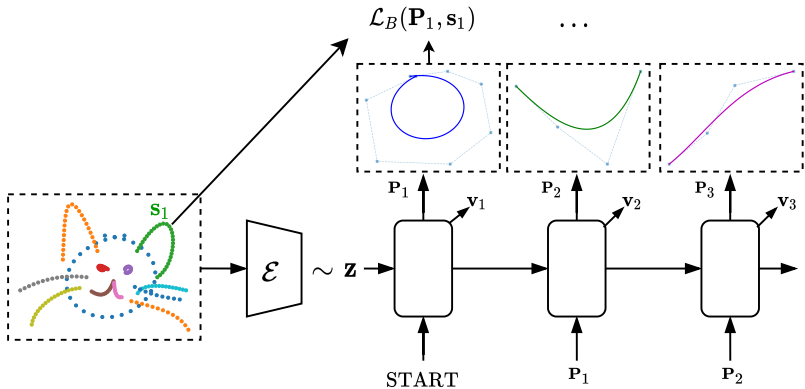 ℒ_B(P₁, s₁) ...
P₁ v₁ P₂ v₂ P₃ v₃
s₁
ℰ ∼ z
START P₁ P₂